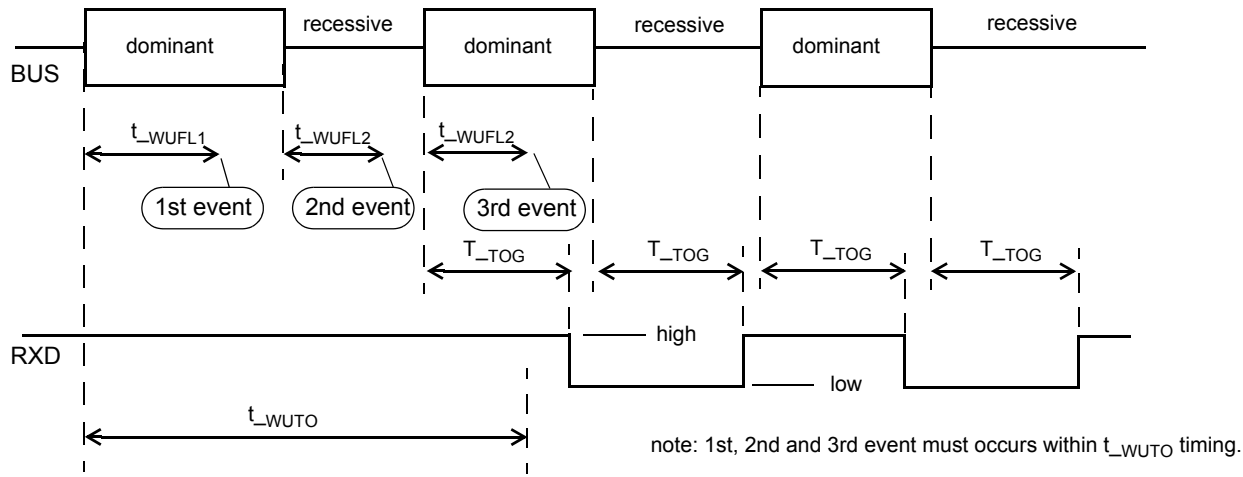 recessive
recessive
recessive
dominant
dominant
dominant
BUS
t_WUFL1
t_WUFL2
t_WUFL2
1st event
2nd event
3rd event
T_TOG
T_TOG
T_TOG
T_TOG
high
RXD
low
t_WUTO
note: 1st, 2nd and 3rd event must occurs within t_WUTO timing.